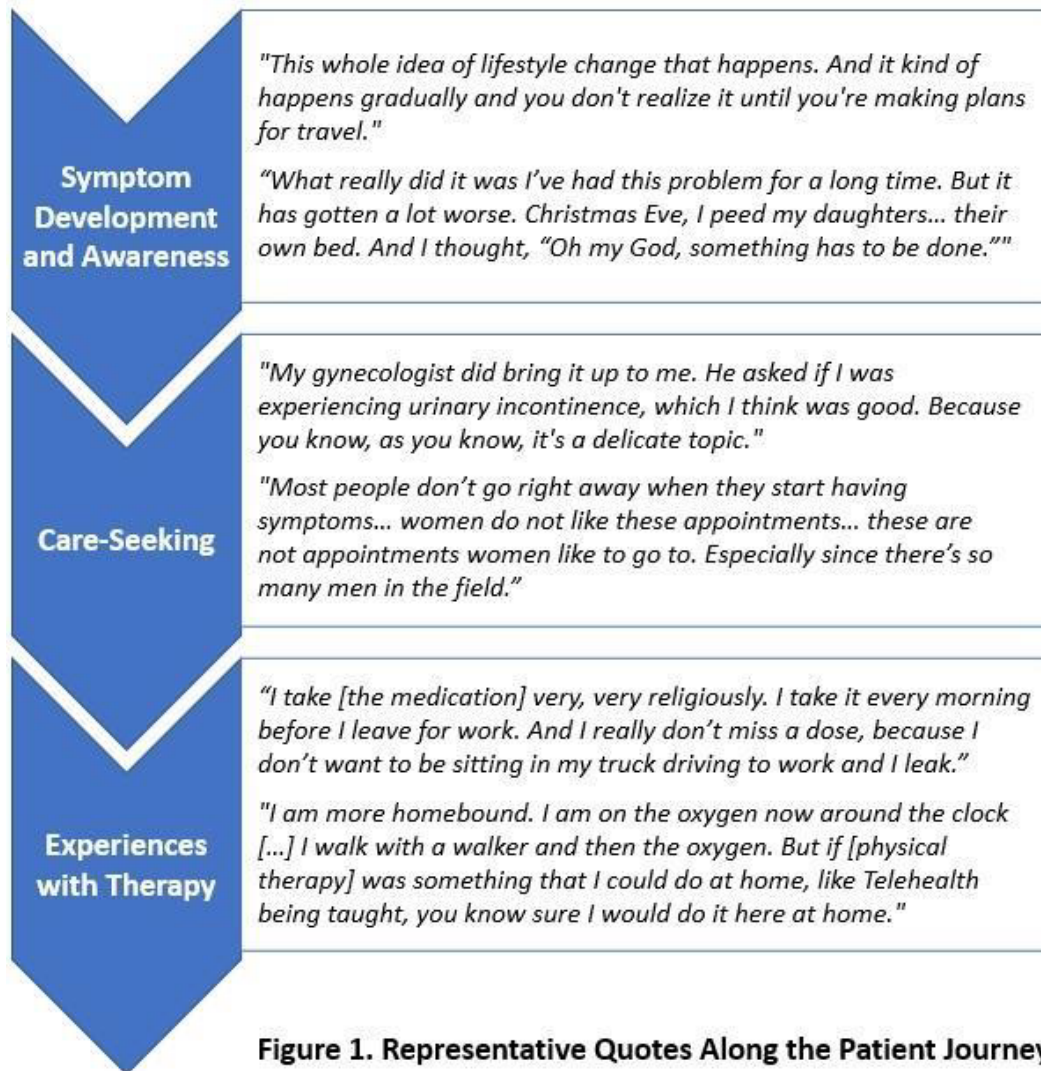 Symptom
Development
and Awareness
"This whole idea of lifestyle change that happens. And it kind of
happens gradually and you don't realize it until you're making plans
for travel."
“What really did it was I’ve had this problem for a long time. But it
has gotten a lot worse. Christmas Eve, I peed my daughters... their
own bed. And I thought, “Oh my God, something has to be done.”"
Care-Seeking
"My gynecologist did bring it up to me. He asked if I was
experiencing urinary incontinence, which I think was good. Because
you know, as you know, it's a delicate topic."
"Most people don’t go right away when they start having
symptoms... women do not like these appointments... these are
not appointments women like to go to. Especially since there’s so
many men in the field.”
Experiences
with Therapy
“I take [the medication] very, very religiously. I take it every morning
before I leave for work. And I really don’t miss a dose, because I
don’t want to be sitting in my truck driving to work and I leak.”
"I am more homebound. I am on the oxygen now around the clock
[...] I walk with a walker and then the oxygen. But if [physical
therapy] was something that I could do at home, like Telehealth
being taught, you know sure I would do it here at home."
Figure 1. Representative Quotes Along the Patient Journey